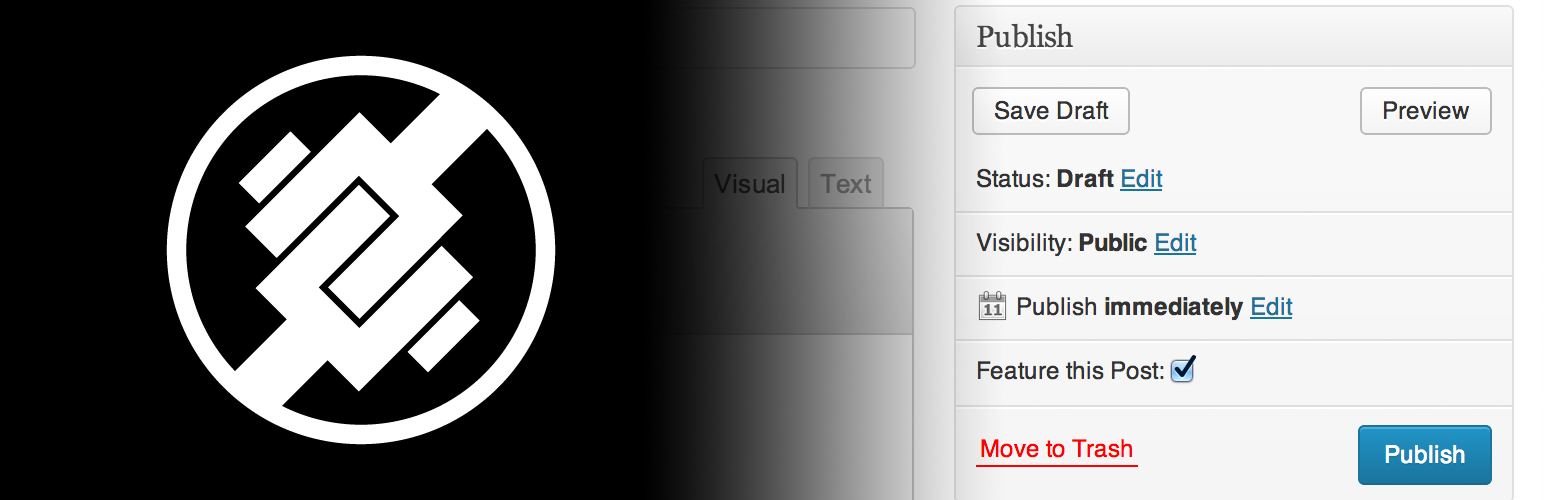 Publish
Save Draft Preview
Visual Text
Status: Draft Edit
Visibility: Public Edit
11 Publish immediately Edit
Feature this Post:
Move to Trash Publish